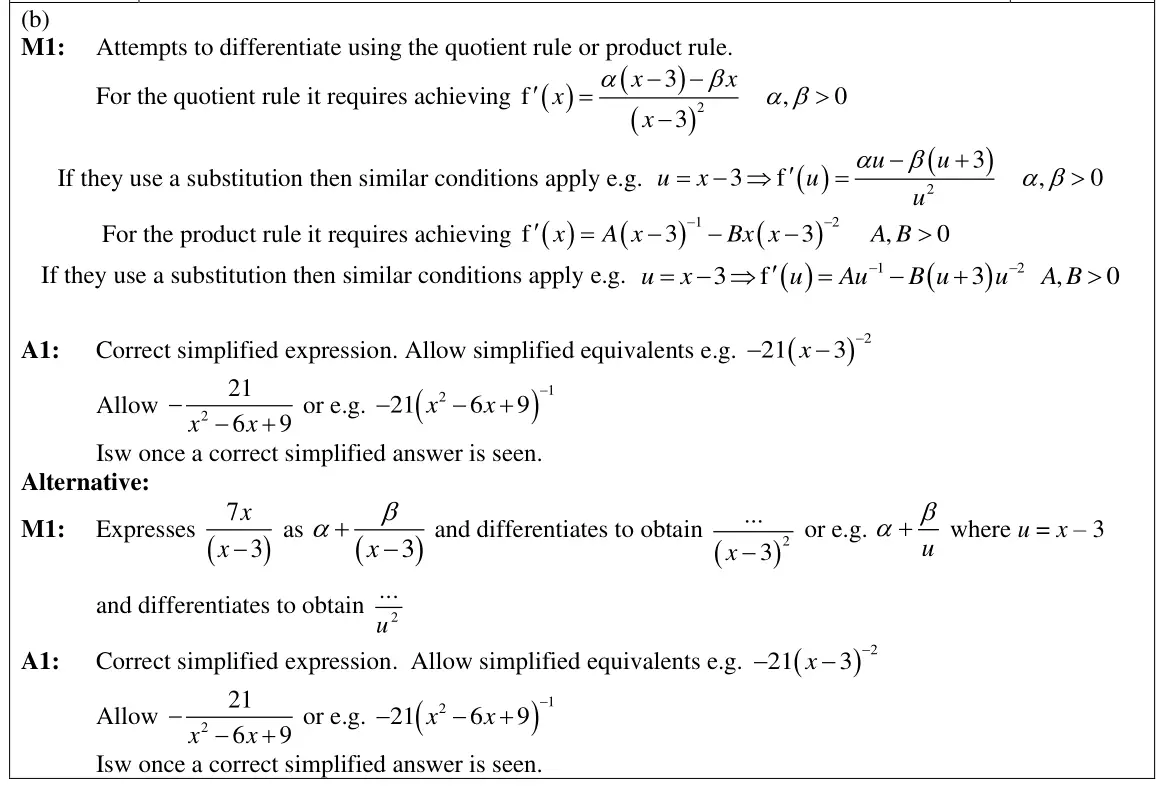 (b)
M1: Attempts to differentiate using the quotient rule or product rule.
For the quotient rule it requires achieving f′(x) = (α(x−3)−βx)/(x−3)² α, β > 0
If they use a substitution then similar conditions apply e.g. u = x−3 ⇒ f′(u) = (αu−β(u+3))/u² α, β > 0
For the product rule it requires achieving f′(x) = A(x−3)⁻¹ − Bx(x−3)⁻² A, B > 0
If they use a substitution then similar conditions apply e.g. u = x−3 ⇒ f′(u) = Au⁻¹ − B(u+3)u⁻² A, B > 0
A1: Correct simplified expression. Allow simplified equivalents e.g. −21(x−3)⁻²
Allow −21/(x²−6x+9) or e.g. −21(x²−6x+9)⁻¹
Isw once a correct simplified answer is seen.
Alternative:
M1: Expresses 7x/(x−3) as α + β/(x−3) and differentiates to obtain .../(x−3)² or e.g. α + β/u where u = x – 3
and differentiates to obtain .../u²
A1: Correct simplified expression. Allow simplified equivalents e.g. −21(x−3)⁻²
Allow −21/(x²−6x+9) or e.g. −21(x²−6x+9)⁻¹
Isw once a correct simplified answer is seen.